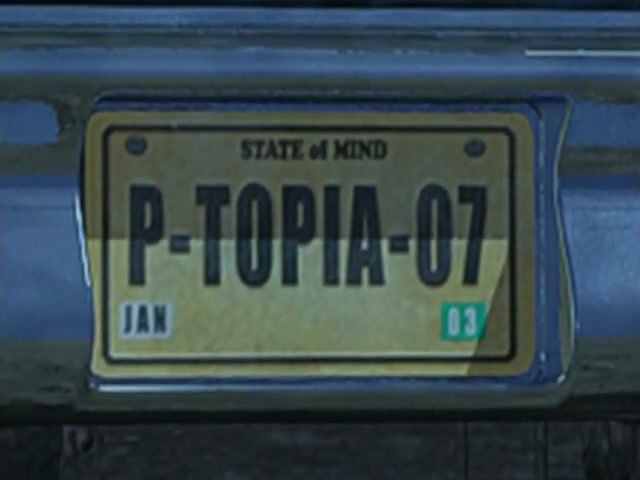 STATE of MIND
P-TOPIA-07
JAN 03